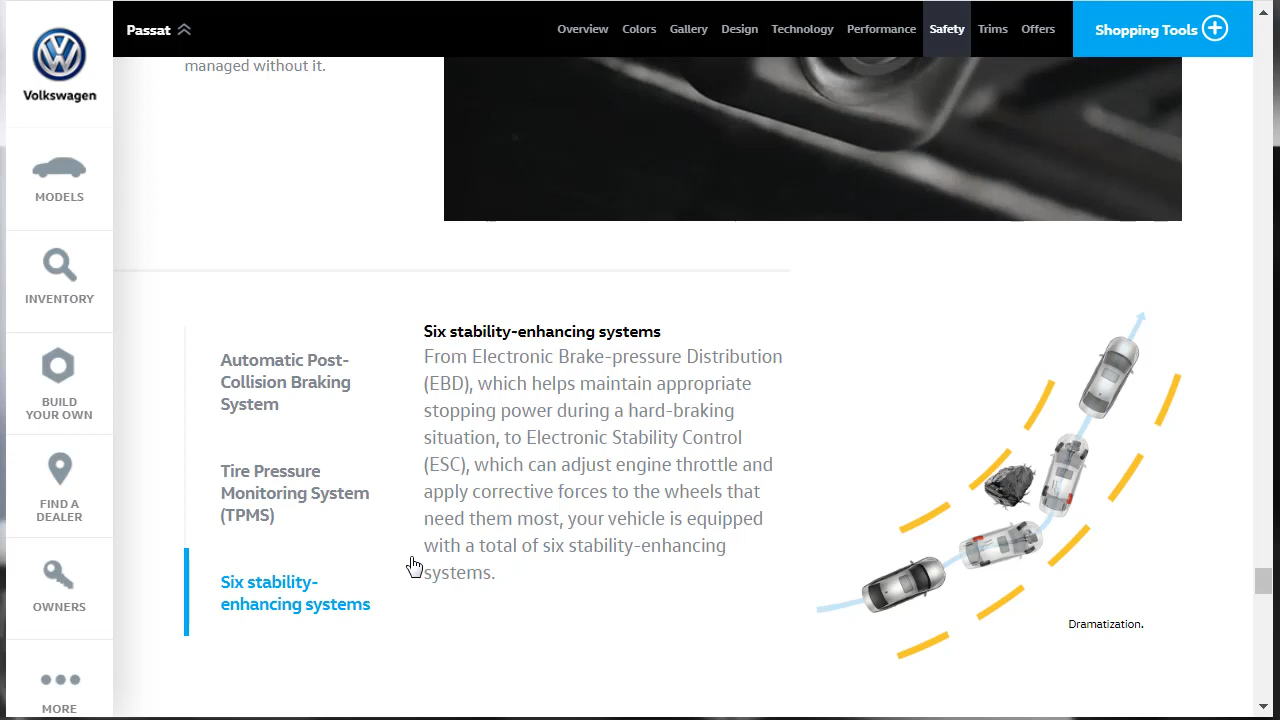 Volkswagen
Passat
Overview
Colors
Gallery
Design
Technology
Performance
Safety
Trims
Offers
Shopping Tools
MODELS
INVENTORY
BUILD
YOUR OWN
FIND A
DEALER
OWNERS
MORE
managed without it.
Automatic Post-
Collision Braking
System
Tire Pressure
Monitoring System
(TPMS)
Six stability-
enhancing systems
Six stability-enhancing systems
From Electronic Brake-pressure Distribution
(EBD), which helps maintain appropriate
stopping power during a hard-braking
situation, to Electronic Stability Control
(ESC), which can adjust engine throttle and
apply corrective forces to the wheels that
need them most, your vehicle is equipped
with a total of six stability-enhancing
systems.
Dramatization.